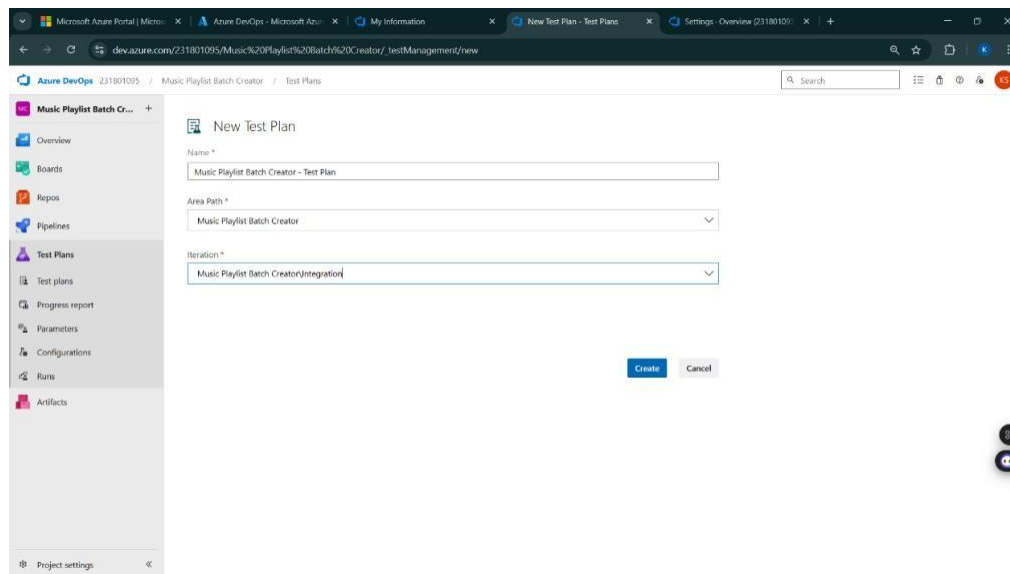 Microsoft Azure Portal | Micros
Azure DevOps - Microsoft Azu
My Information
New Test Plan - Test Plans
Settings - Overview (231801095
dev.azure.com/231801095/Music%20Playlist%20Batch%20Creator/_testManagement/new
K
Azure DevOps 231801095 / Music Playlist Batch Creator / Test Plans
Search
KS
MC Music Playlist Batch Cr... +
Overview
Boards
Repos
Pipelines
Test Plans
Test plans
Progress report
Parameters
Configurations
Runs
Artifacts
New Test Plan
Name *
Music Playlist Batch Creator - Test Plan
Area Path *
Music Playlist Batch Creator
Iteration *
Music Playlist Batch Creator\Integration
Create Cancel
Project settings